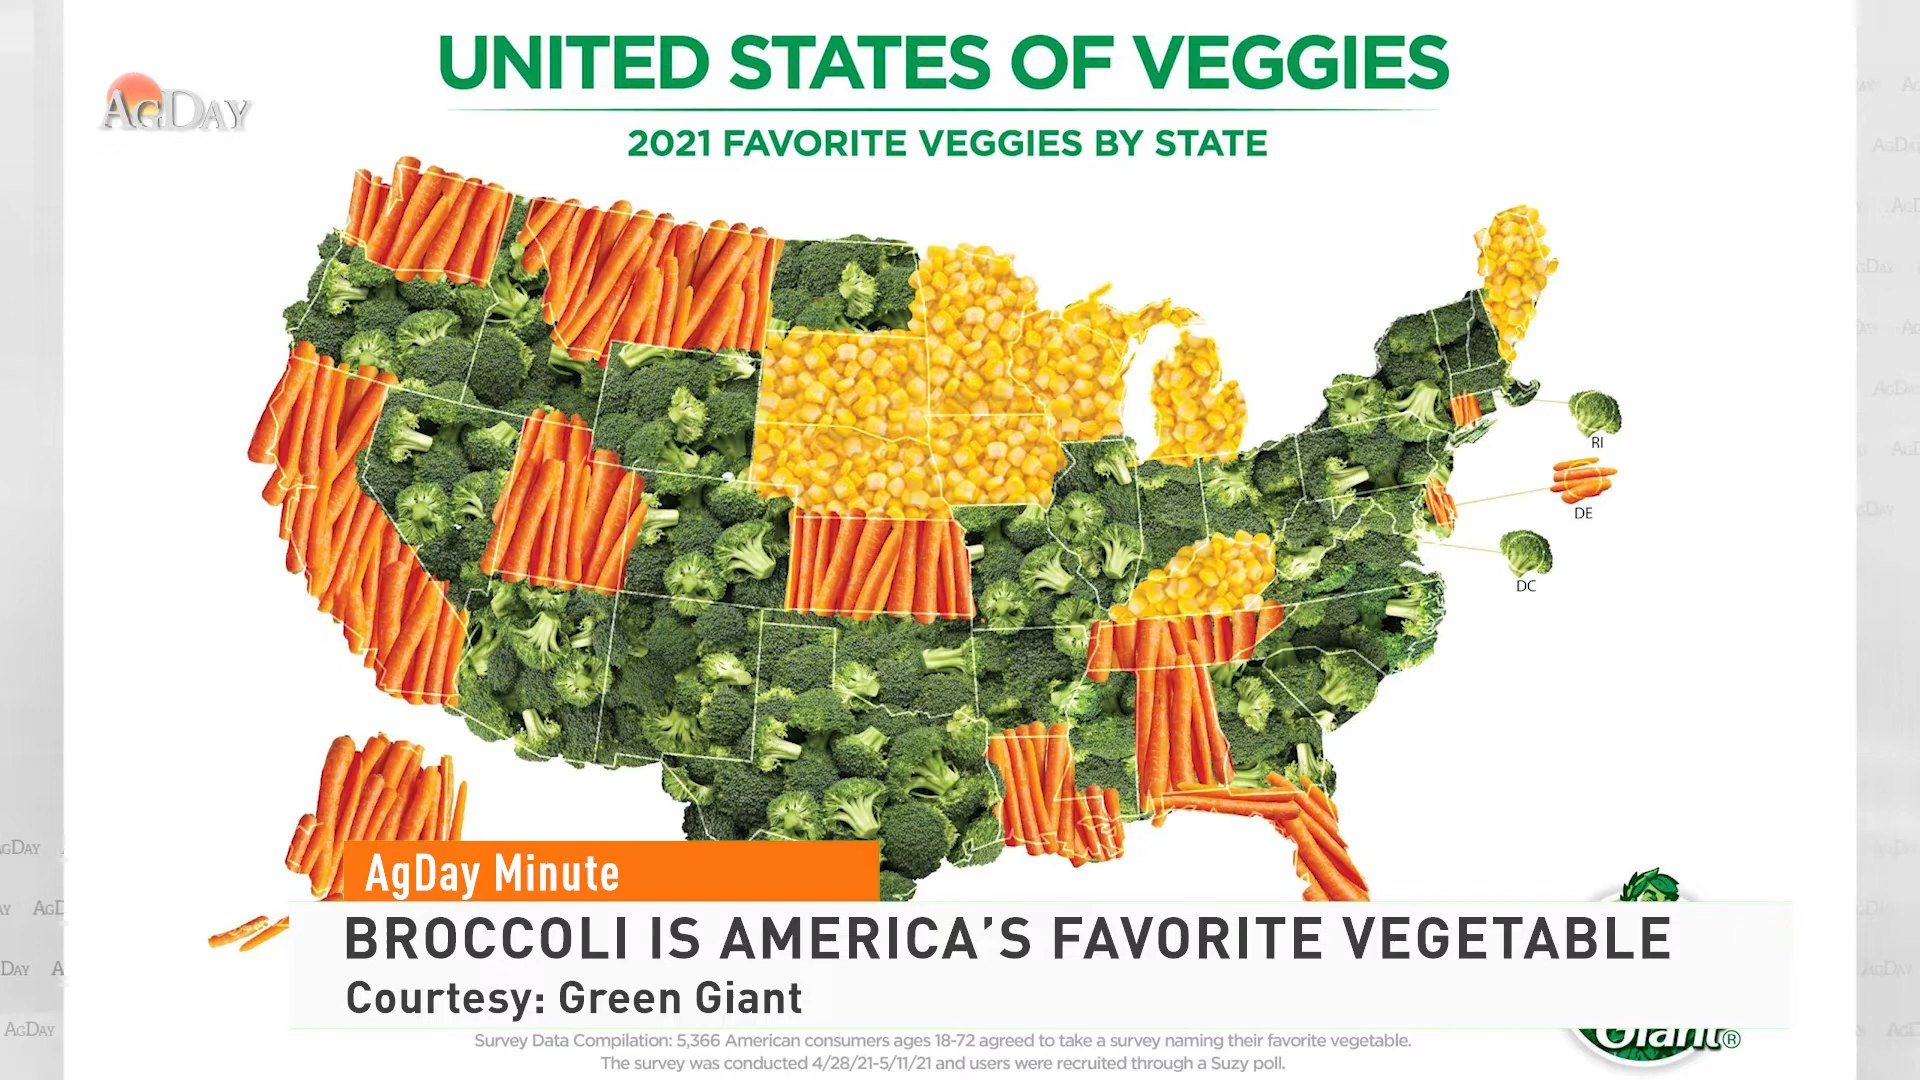 UNITED STATES OF VEGGIES
AGDAY
2021 FAVORITE VEGGIES BY STATE
RI
DE
DC
AgDay Minute
BROCCOLI IS AMERICA'S FAVORITE VEGETABLE
Courtesy: Green Giant
Giant®
Survey Data Compilation: 5,366 American consumers ages 18-72 agreed to take a survey naming their favorite vegetable.
The survey was conducted 4/28/21-5/11/21 and users were recruited through a Suzy poll.
AGDAY